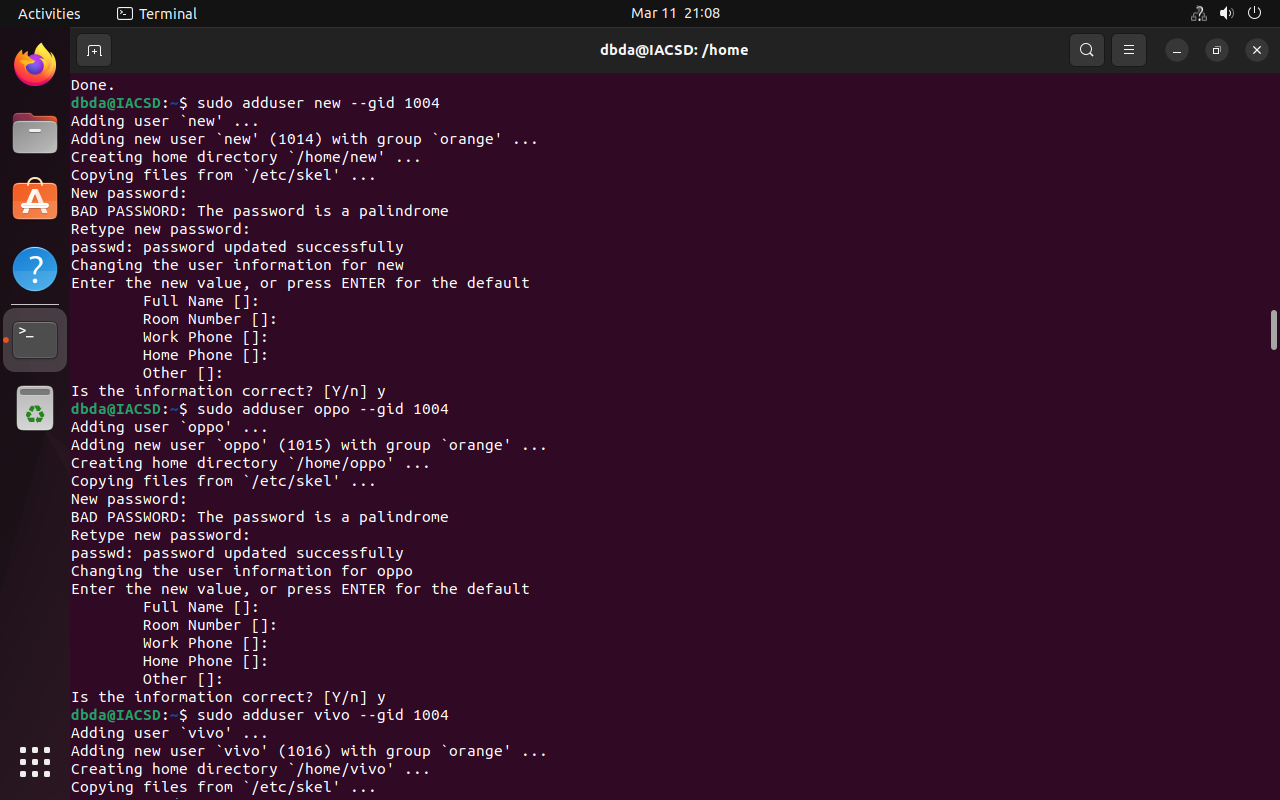 Activities
Terminal
Mar 11 21:08
dbda@IACSD: /home
Done.
dbda@IACSD:~$ sudo adduser new --gid 1004
Adding user `new' ...
Adding new user `new' (1014) with group `orange' ...
Creating home directory `/home/new' ...
Copying files from `/etc/skel' ...
New password:
BAD PASSWORD: The password is a palindrome
Retype new password:
passwd: password updated successfully
Changing the user information for new
Enter the new value, or press ENTER for the default
Full Name []:
Room Number []:
Work Phone []:
Home Phone []:
Other []:
Is the information correct? [Y/n] y
dbda@IACSD:~$ sudo adduser oppo --gid 1004
Adding user `oppo' ...
Adding new user `oppo' (1015) with group `orange' ...
Creating home directory `/home/oppo' ...
Copying files from `/etc/skel' ...
New password:
BAD PASSWORD: The password is a palindrome
Retype new password:
passwd: password updated successfully
Changing the user information for oppo
Enter the new value, or press ENTER for the default
Full Name []:
Room Number []:
Work Phone []:
Home Phone []:
Other []:
Is the information correct? [Y/n] y
dbda@IACSD:~$ sudo adduser vivo --gid 1004
Adding user `vivo' ...
Adding new user `vivo' (1016) with group `orange' ...
Creating home directory `/home/vivo' ...
Copying files from `/etc/skel' ...